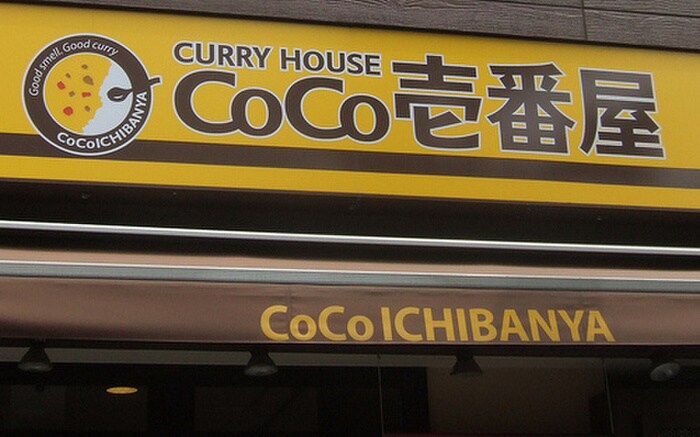 Good smell. Good curry
CoCoICHIBANYA
CURRY HOUSE
CoCo壱番屋
CoCo ICHIBANYA